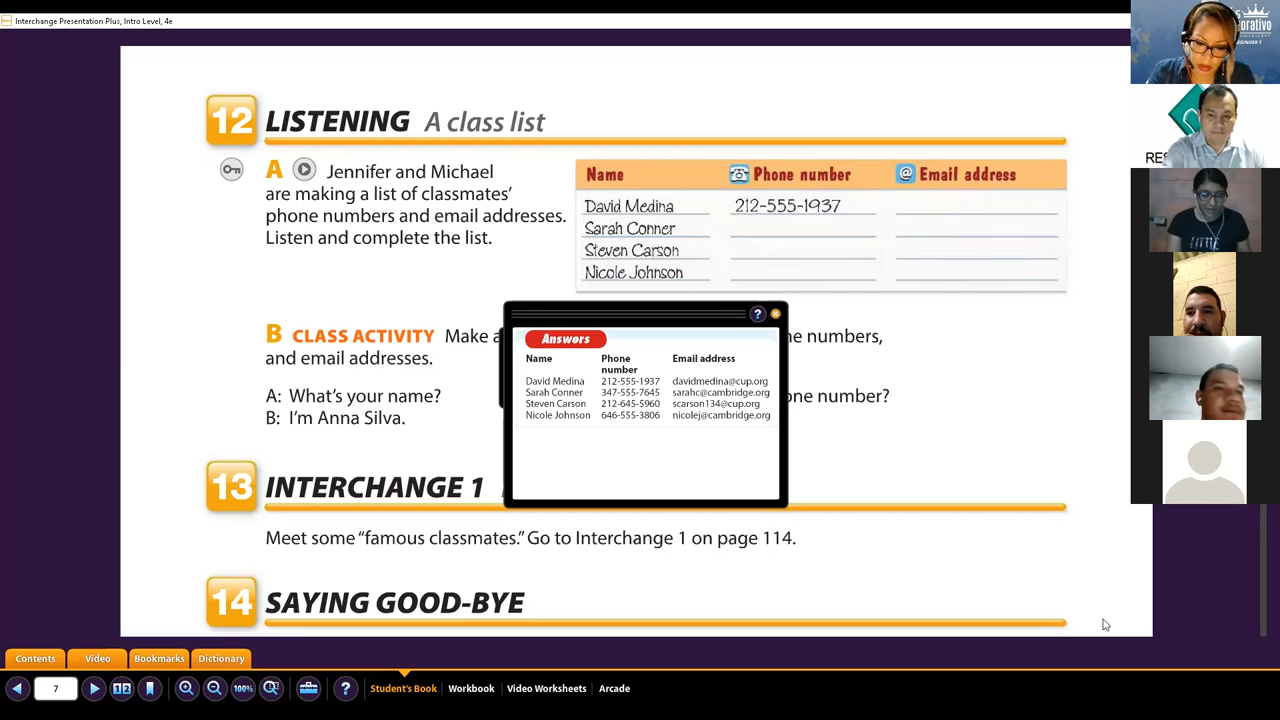 Interchange Presentation Plus, Intro Level, 4e
12 LISTENING A class list
A Jennifer and Michael
are making a list of classmates’
phone numbers and email addresses.
Listen and complete the list.
Name Phone number @ Email address
David Medina 212-555-1937
Sarah Conner
Steven Carson
Nicole Johnson
B CLASS ACTIVITY Make a
e numbers,
and email addresses.
A: What’s your name?
one number?
B: I’m Anna Silva.
?
Answers
Name Phone number Email address
David Medina 212-555-1937 davidmedina@cup.org
Sarah Conner 347-555-7645 sarahc@cambridge.org
Steven Carson 212-645-5960 scarson134@cup.org
Nicole Johnson 646-555-3806 nicolej@cambridge.org
13 INTERCHANGE 1
Meet some “famous classmates.” Go to Interchange 1 on page 114.
14 SAYING GOOD-BYE
Contents Video Bookmarks Dictionary
7 12 100% ? Student's Book Workbook Video Worksheets Arcade
orativo
RES